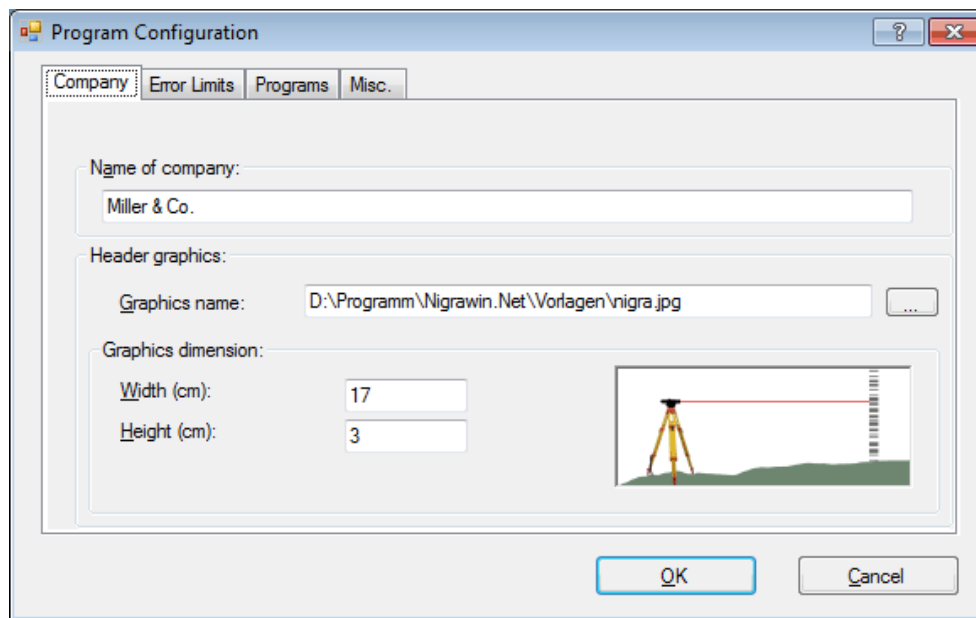 Program Configuration
Company Error Limits Programs Misc.
Name of company:
Miller & Co.
Header graphics:
Graphics name: D:\Programm\Nigrawin.Net\Vorlagen\nigra.jpg ...
Graphics dimension:
Width (cm): 17
Height (cm): 3
OK Cancel